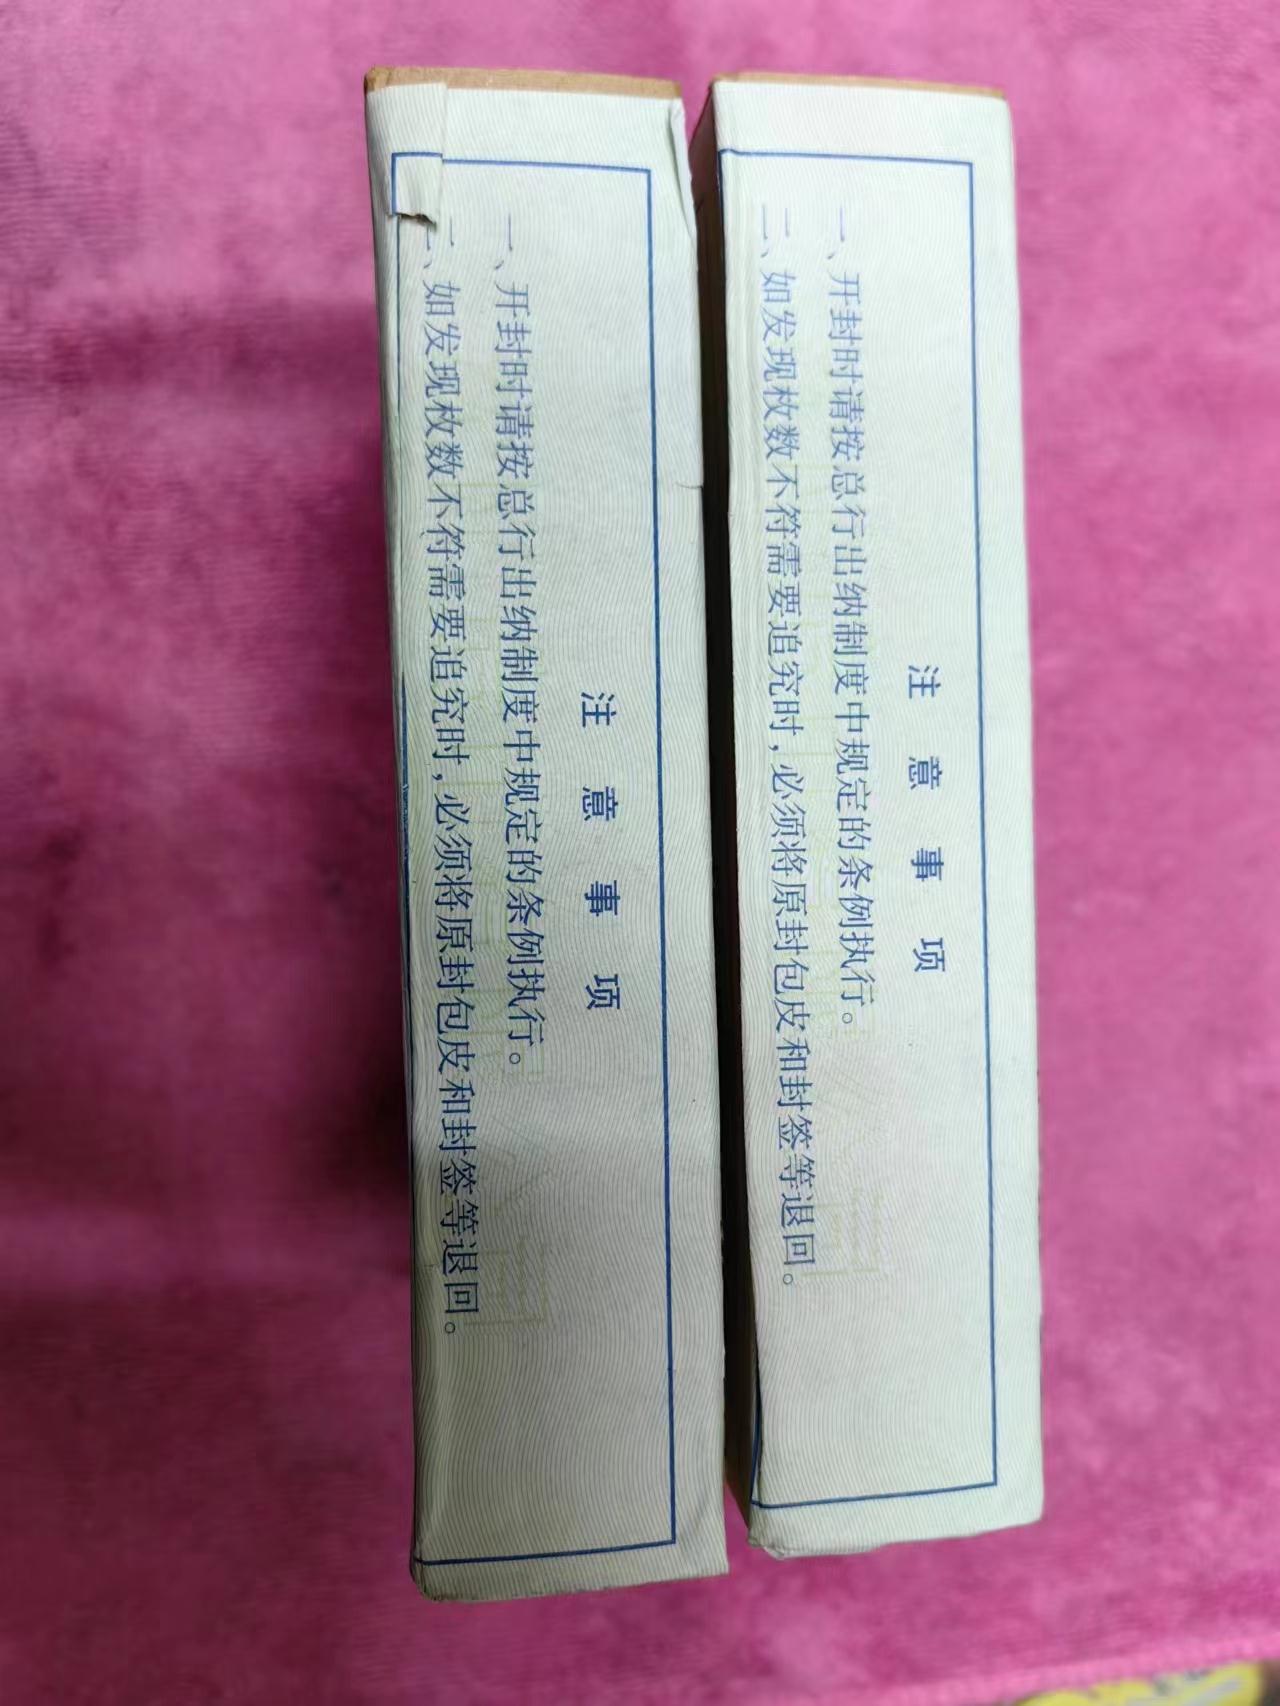 注意事项
一、开封时请按总行出纳制度中规定的条例执行。
二、如发现枚数不符需要追究时，必须将原封包皮和封签等退回。
注意事项
一、开封时请按总行出纳制度中规定的条例执行。
二、如发现枚数不符需要追究时，必须将原封包皮和封签等退回。